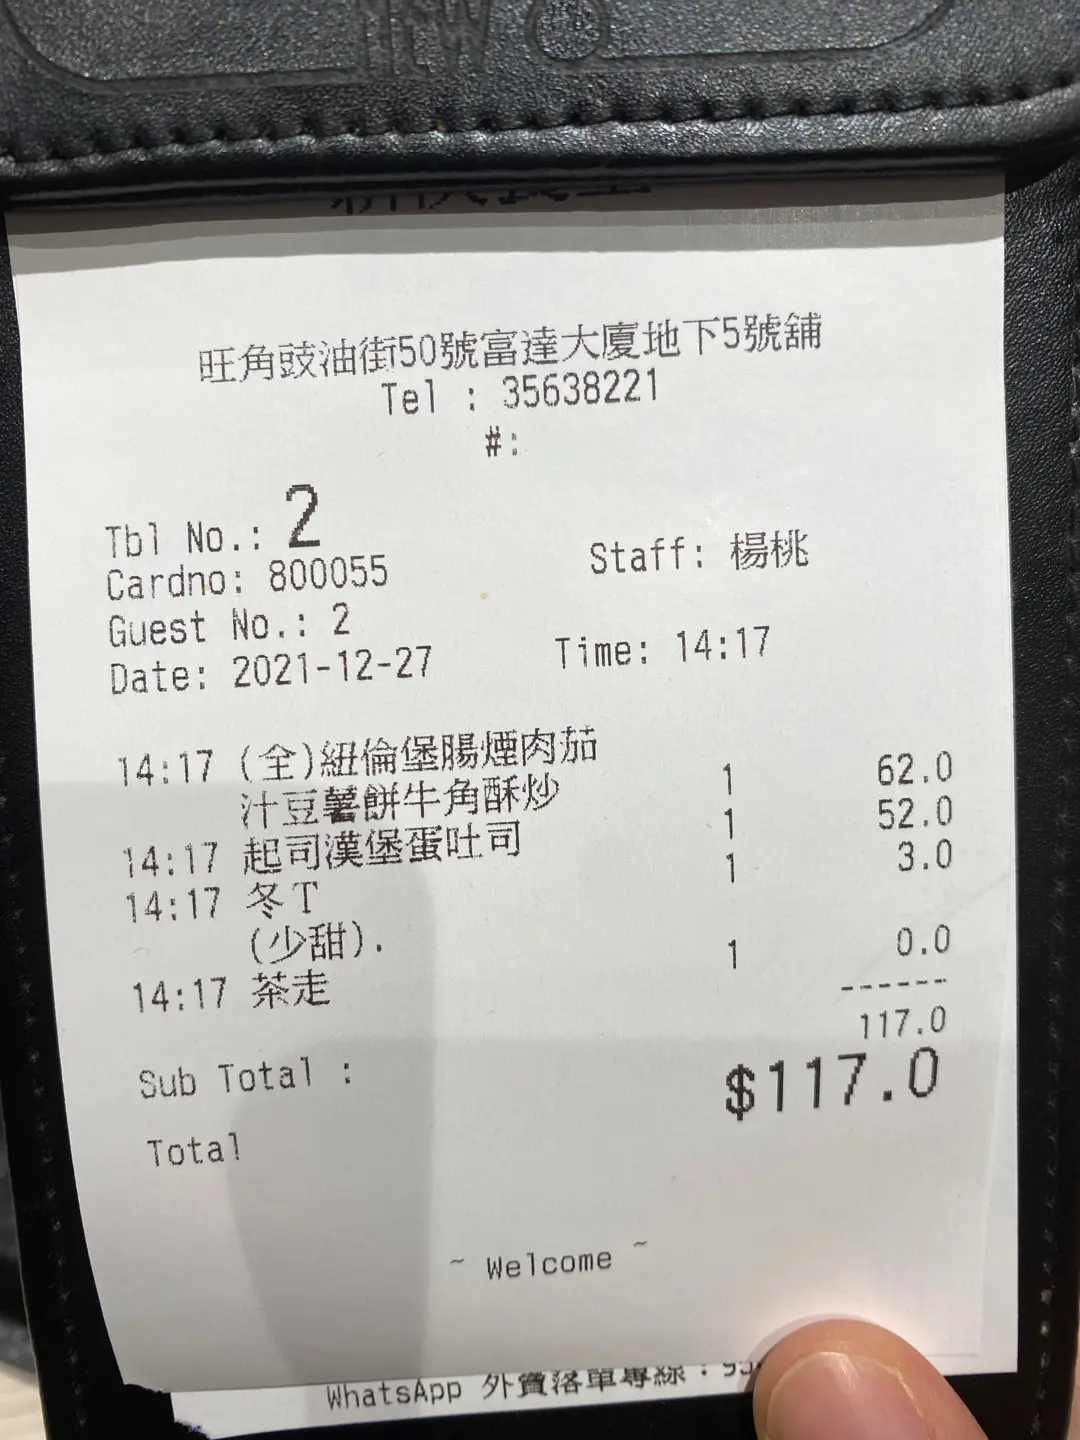 旺角豉油街50號富達大廈地下5號舖
Tel : 35638221
#:
Tbl No.: 2
Cardno: 800055 Staff: 楊桃
Guest No.: 2
Date: 2021-12-27 Time: 14:17
14:17 (全)紐倫堡腸煙肉茄
汁豆薯餅牛角酥炒 1 62.0
14:17 起司漢堡蛋吐司 1 52.0
14:17 冬T 1 3.0
(少甜).
14:17 茶走 1 0.0
------
Sub Total : 117.0
Total $117.0
~ Welcome ~
WhatsApp 外賣落單專線：95